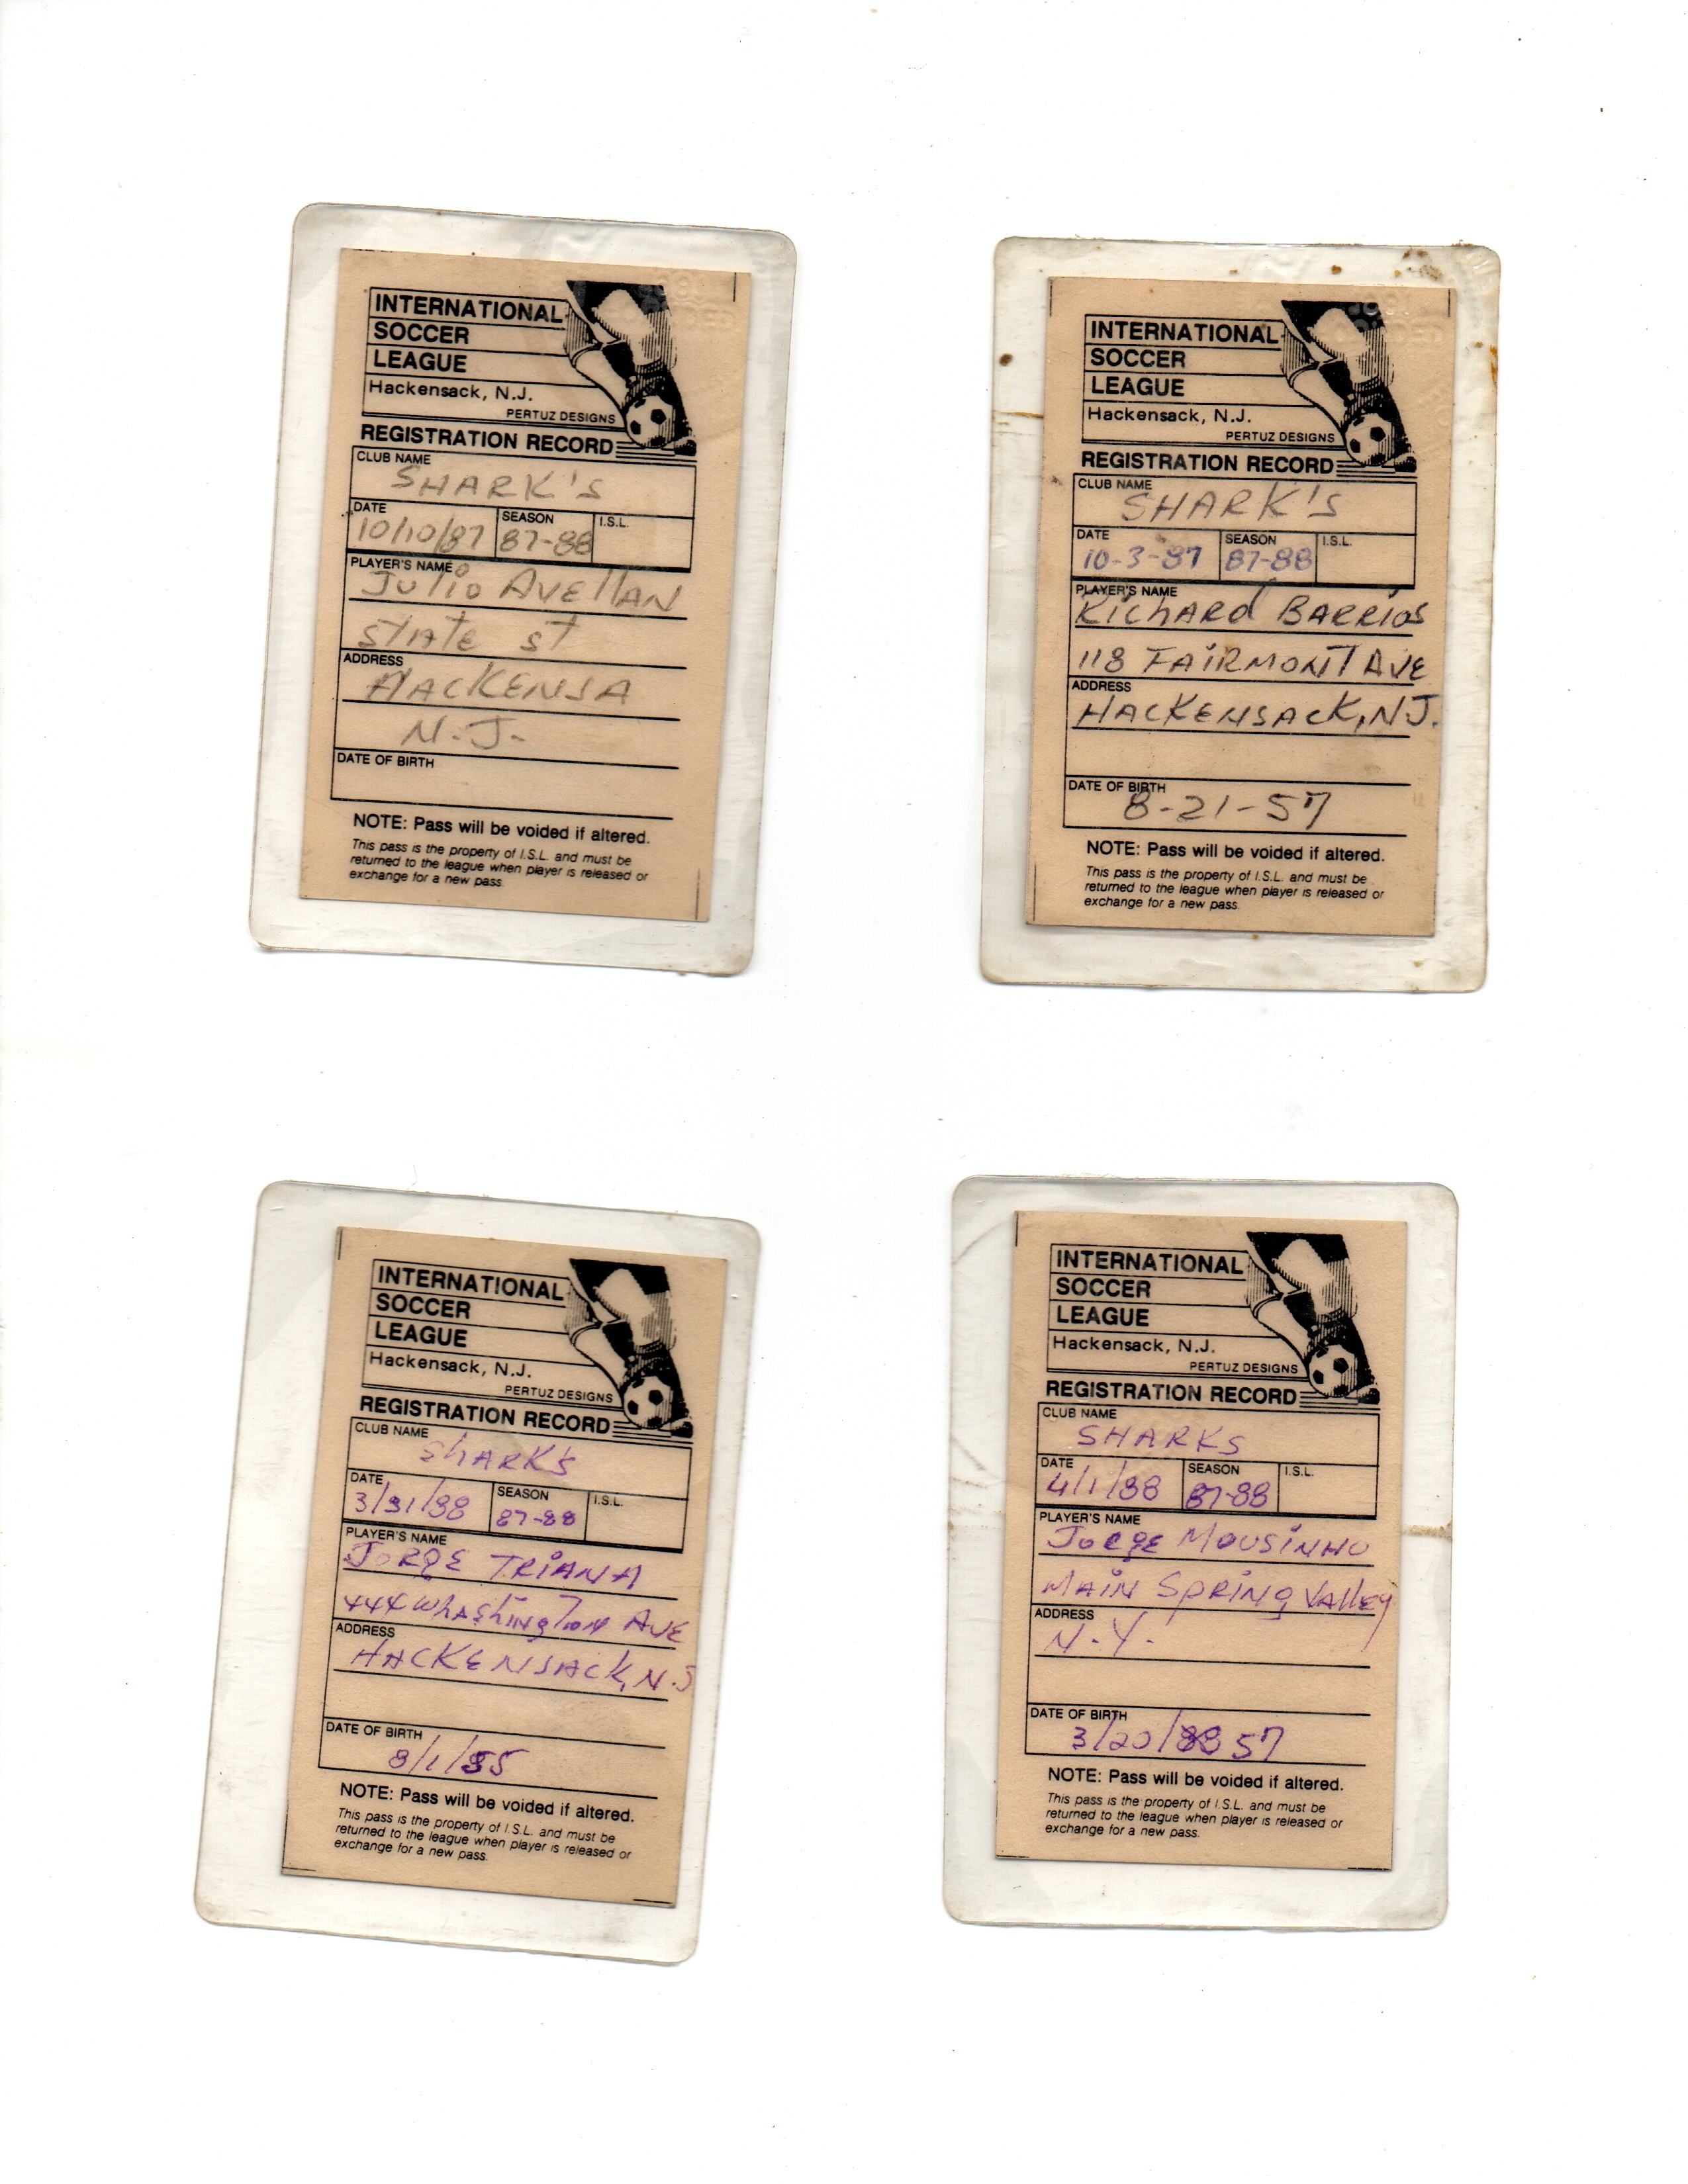 INTERNATIONAL
SOCCER
LEAGUE
Hackensack, N.J.
PERTUZ DESIGNS
REGISTRATION RECORD
CLUB NAME
SHARK'S
DATE SEASON I.S.L.
10/10/87 87-88
PLAYER'S NAME
Julio Avellan
State st
ADDRESS
HACKENSA
N.J.
DATE OF BIRTH
NOTE: Pass will be voided if altered.
This pass is the property of I.S.L. and must be
returned to the league when player is released or
exchange for a new pass.
INTERNATIONAL
SOCCER
LEAGUE
Hackensack, N.J.
PERTUZ DESIGNS
REGISTRATION RECORD
CLUB NAME
SHARK'S
DATE SEASON I.S.L.
10-3-87 87-88
PLAYER'S NAME
Richard BARRios
118 FAIRMONT AVE
ADDRESS
HACKENSACK, NJ.
DATE OF BIRTH
8-21-57
NOTE: Pass will be voided if altered.
This pass is the property of I.S.L. and must be
returned to the league when player is released or
exchange for a new pass.
INTERNATIONAL
SOCCER
LEAGUE
Hackensack, N.J.
PERTUZ DESIGNS
REGISTRATION RECORD
CLUB NAME
ShARK's
DATE SEASON I.S.L.
3/31/88 87-88
PLAYER'S NAME
JORgE TRiANA
444 WhAshingTon AVE
ADDRESS
HACKENSACK, N.J
DATE OF BIRTH
8/1/55
NOTE: Pass will be voided if altered.
This pass is the property of I.S.L. and must be
returned to the league when player is released or
exchange for a new pass.
INTERNATIONAL
SOCCER
LEAGUE
Hackensack, N.J.
PERTUZ DESIGNS
REGISTRATION RECORD
CLUB NAME
SHARKS
DATE SEASON I.S.L.
4/1/88 87-88
PLAYER'S NAME
JorgE MOUSiNHO
MAiN SpRiNg VAllEy
ADDRESS
N.Y.
DATE OF BIRTH
3/20/88 57
NOTE: Pass will be voided if altered.
This pass is the property of I.S.L. and must be
returned to the league when player is released or
exchange for a new pass.